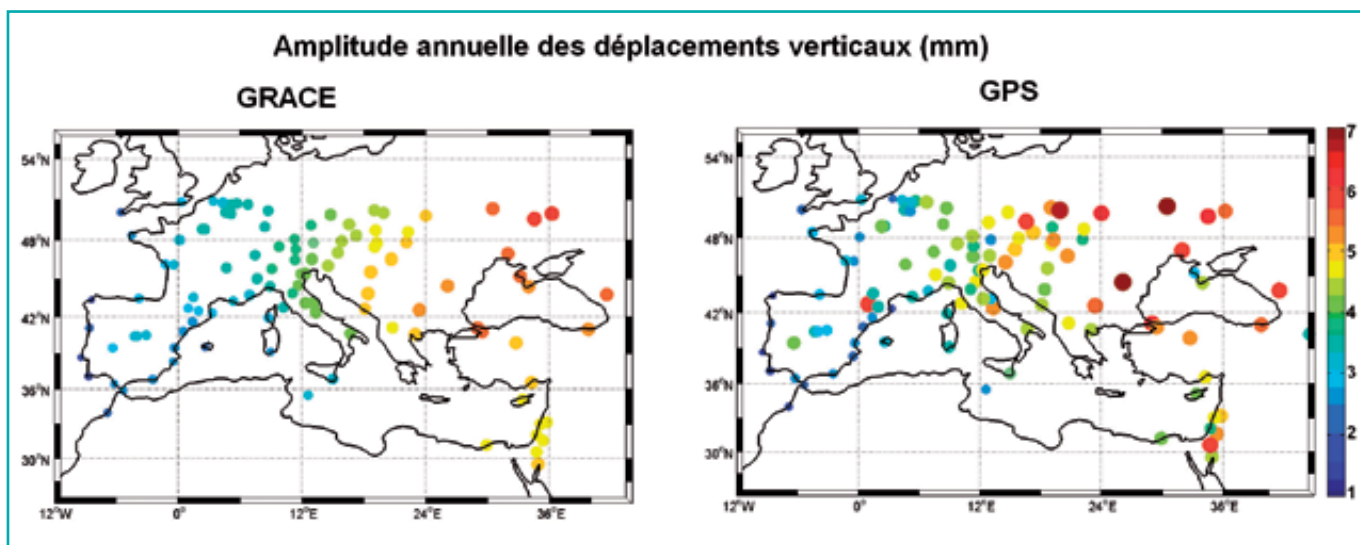 Amplitude annuelle des déplacements verticaux (mm)
GRACE
GPS
54°N
48°N
42°N
36°N
30°N
12°W 0° 12°E 24°E 36°E
54°N
48°N
42°N
36°N
30°N
12°W 0° 12°E 24°E 36°E
7
6
5
4
3
2
1